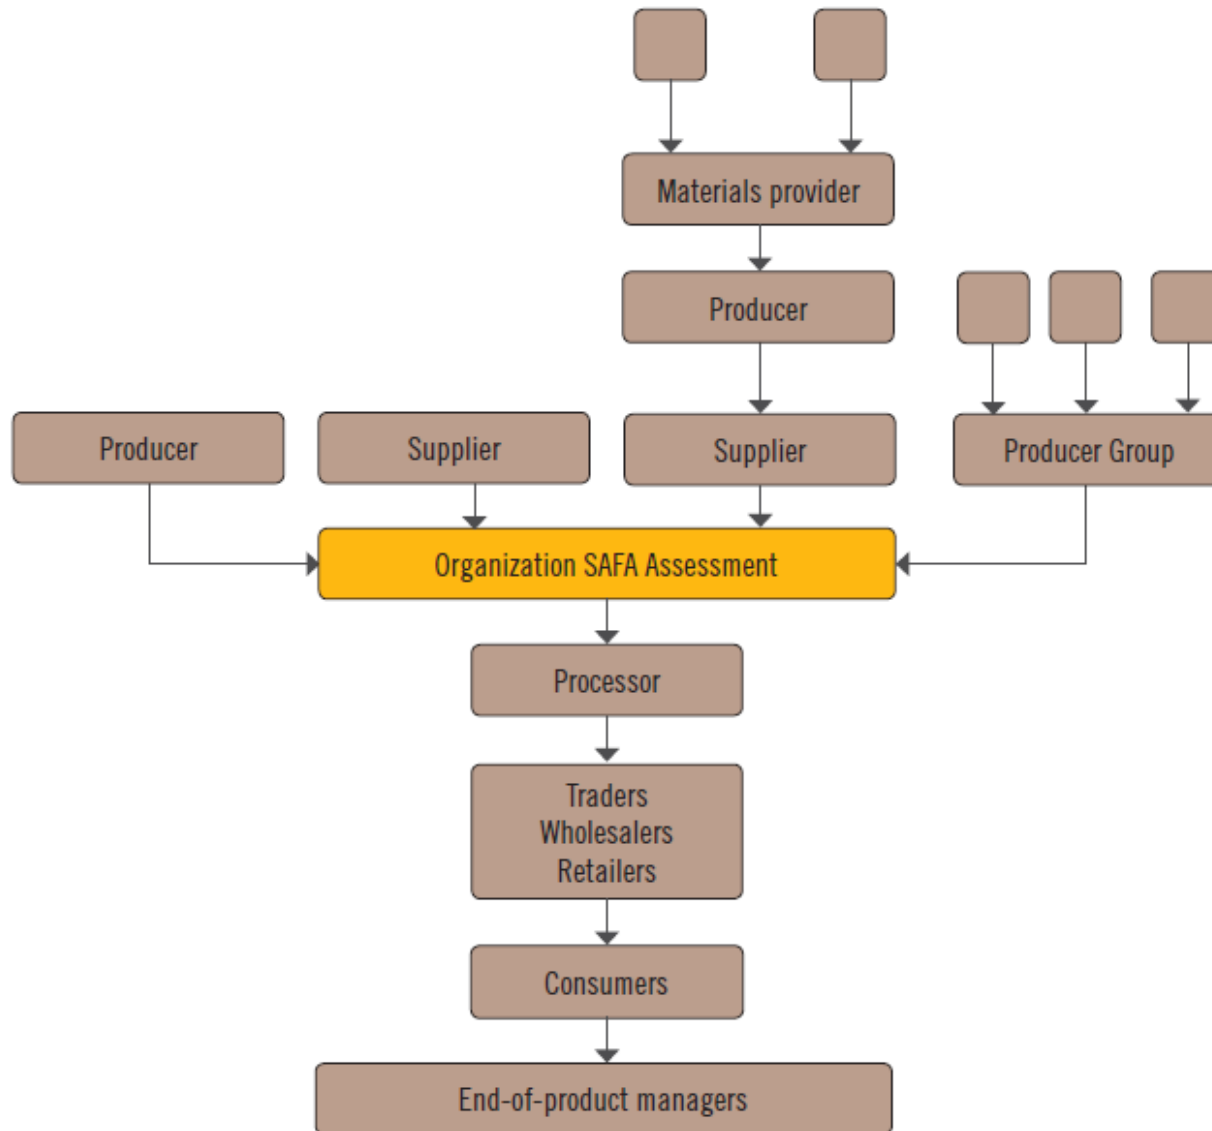 Materials provider
Producer
Producer
Supplier
Supplier
Producer Group
Organization SAFA Assessment
Processor
Traders
Wholesalers
Retailers
Consumers
End-of-product managers